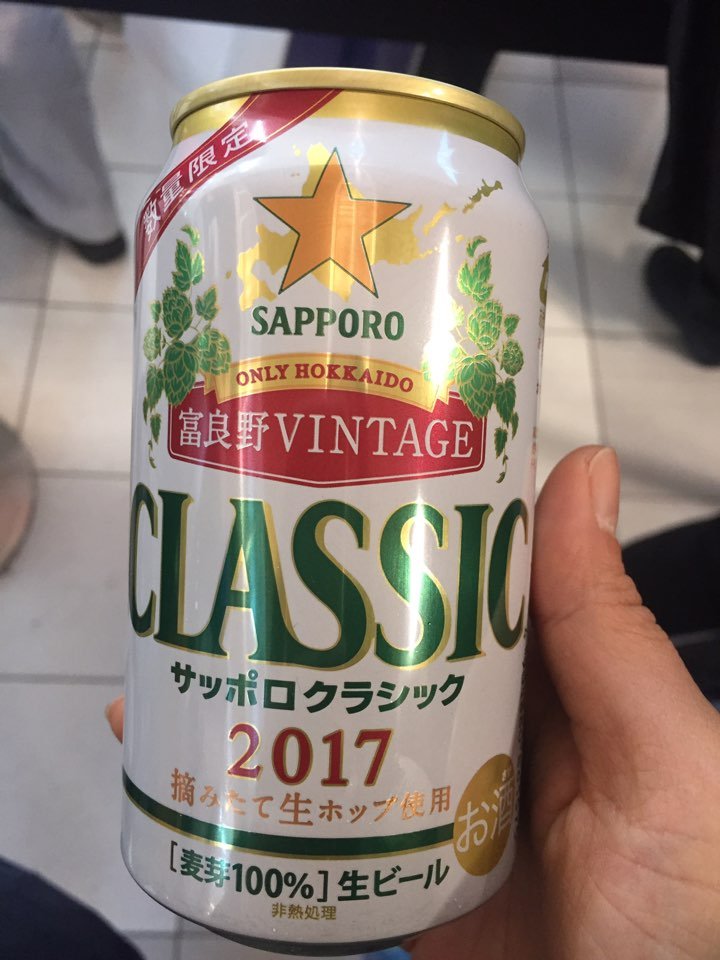 数量限定
SAPPORO
ONLY HOKKAIDO
富良野VINTAGE
CLASSIC
サッポロクラシック
2017
摘みたて生ホップ使用
お酒
[麦芽100%]生ビール
非熱処理